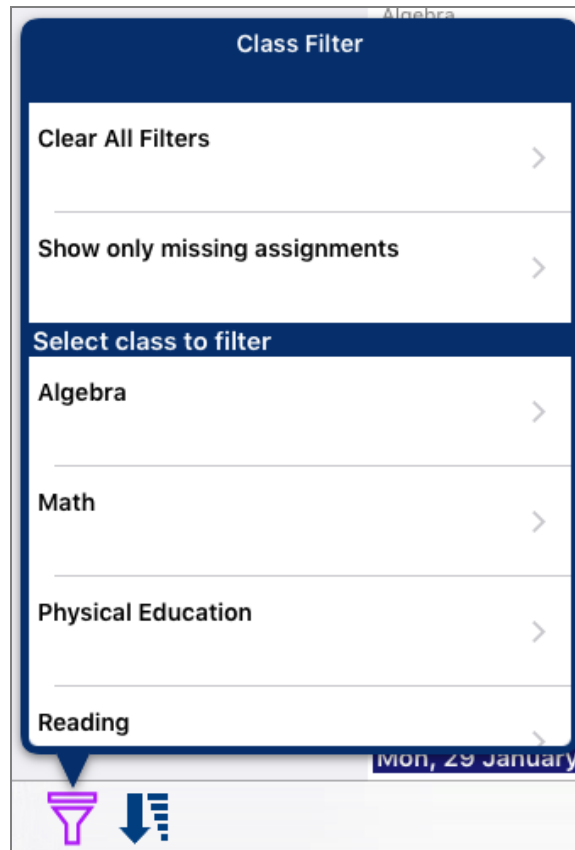 Algebra
Class Filter
Clear All Filters
Show only missing assignments
Select class to filter
Algebra
Math
Physical Education
Reading
Mon, 29 January